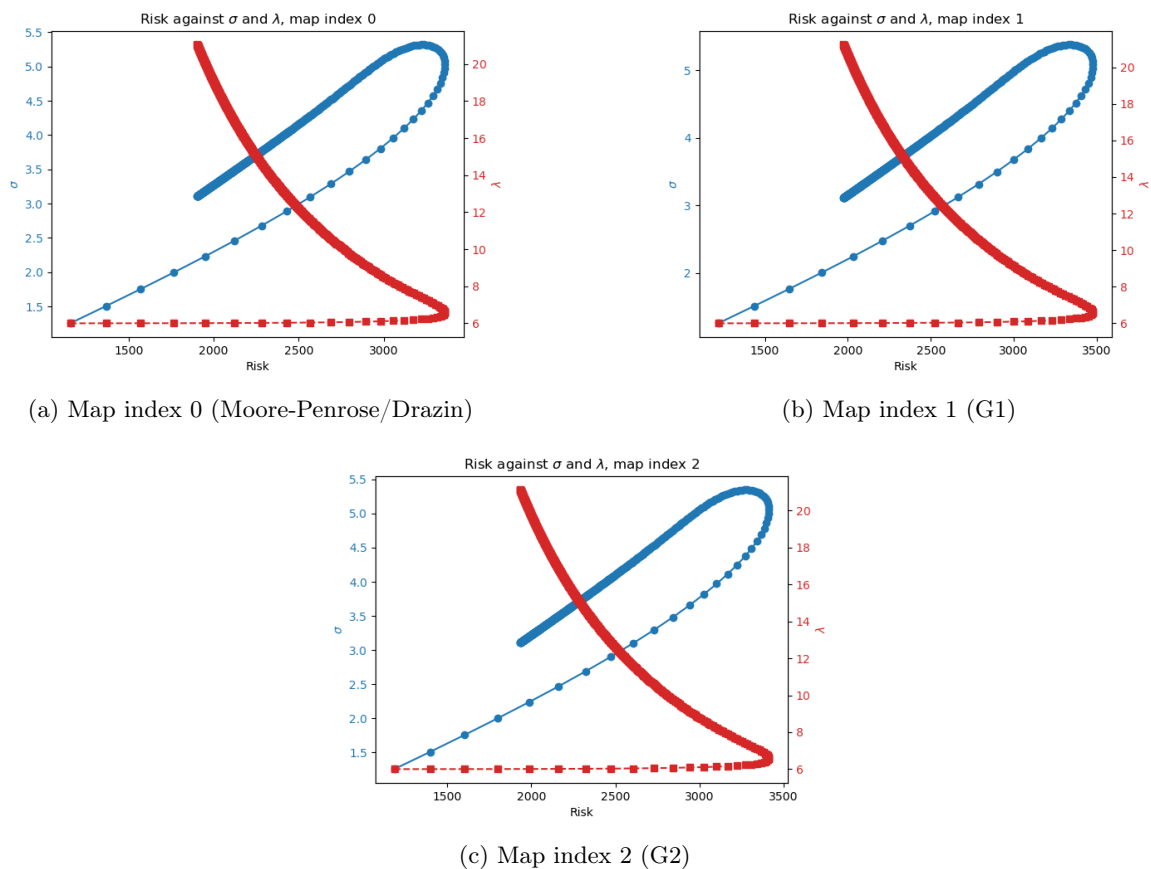 Risk against σ and λ, map index 0
5.5
5.0
4.5
4.0
3.5
3.0
2.5
2.0
1.5
σ
20
18
16
14
12
10
8
6
λ
1500 2000 2500 3000
Risk
(a) Map index 0 (Moore-Penrose/Drazin)
Risk against σ and λ, map index 1
5
4
3
2
σ
20
18
16
14
12
10
8
6
λ
1500 2000 2500 3000 3500
Risk
(b) Map index 1 (G1)
Risk against σ and λ, map index 2
5.5
5.0
4.5
4.0
3.5
3.0
2.5
2.0
1.5
σ
20
18
16
14
12
10
8
6
λ
1500 2000 2500 3000 3500
Risk
(c) Map index 2 (G2)